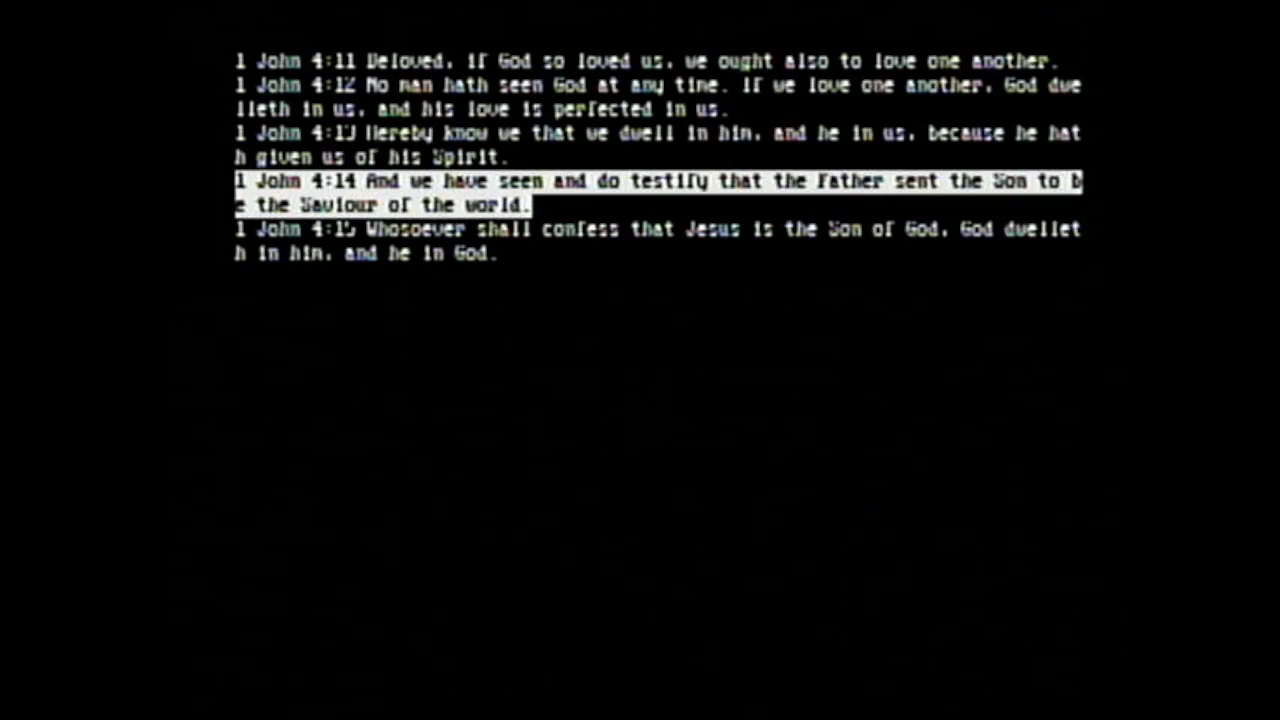 1 John 4:11 Beloved, if God so loved us, we ought also to love one another.
1 John 4:12 No man hath seen God at any time. If we love one another, God dwe
lleth in us, and his love is perfected in us.
1 John 4:13 Hereby know we that we dwell in him, and he in us, because he hat
h given us of his Spirit.
1 John 4:14 And we have seen and do testify that the Father sent the Son to b
e the Saviour of the world.
1 John 4:15 Whosoever shall confess that Jesus is the Son of God, God dwellet
h in him, and he in God.